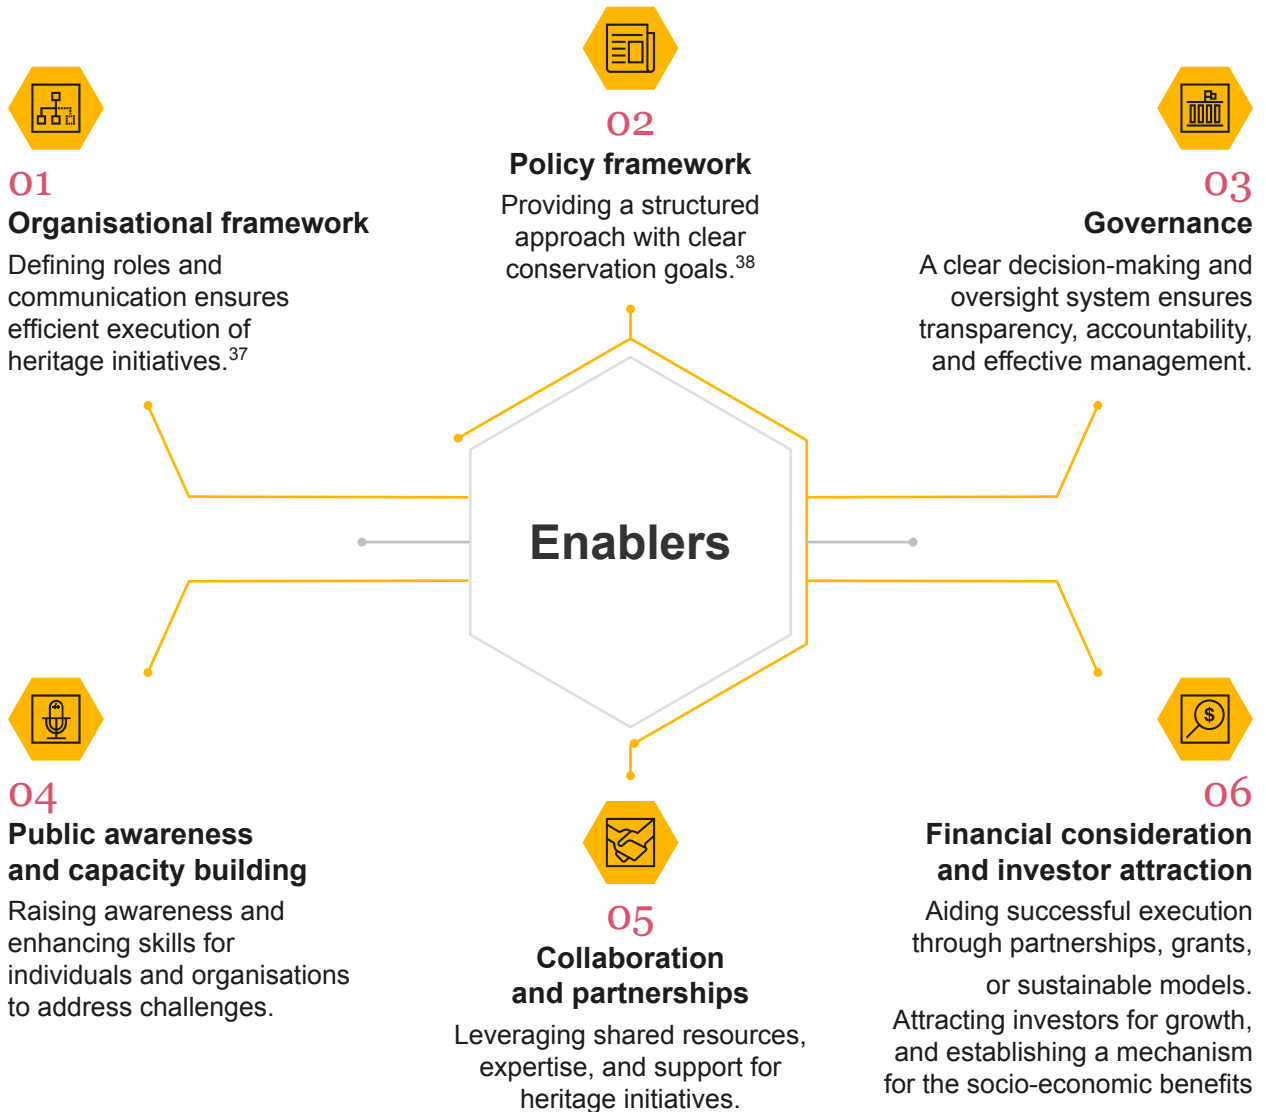 01
Organisational framework
Defining roles and
communication ensures
efficient execution of
heritage initiatives.37
02
Policy framework
Providing a structured
approach with clear
conservation goals.38
03
Governance
A clear decision-making and
oversight system ensures
transparency, accountability,
and effective management.
Enablers
04
Public awareness
and capacity building
Raising awareness and
enhancing skills for
individuals and organisations
to address challenges.
05
Collaboration
and partnerships
Leveraging shared resources,
expertise, and support for
heritage initiatives.
06
Financial consideration
and investor attraction
Aiding successful execution
through partnerships, grants,
or sustainable models.
Attracting investors for growth,
and establishing a mechanism
for the socio-economic benefits
$